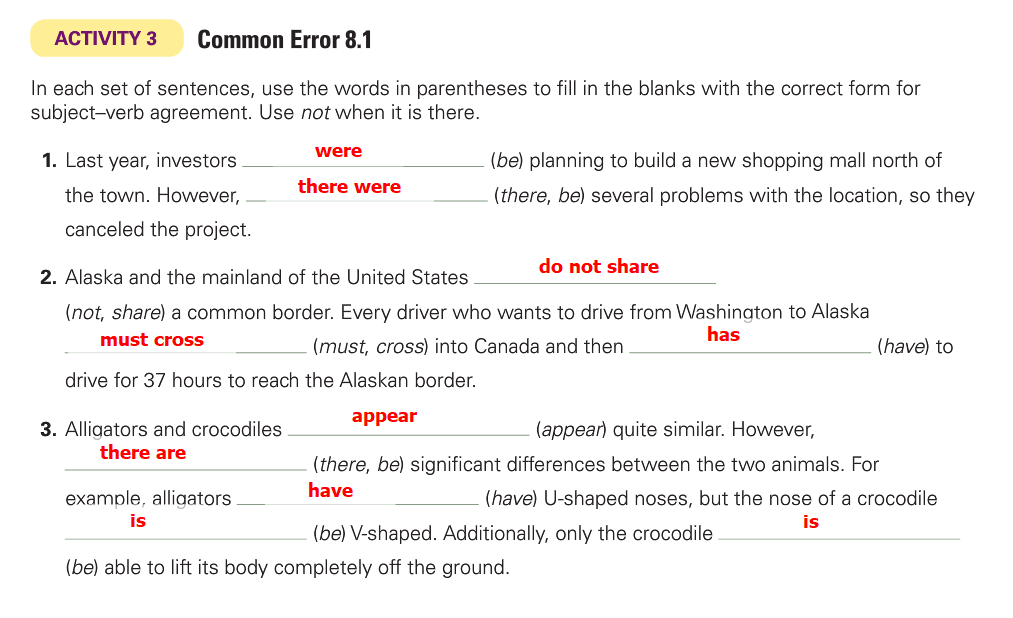 ACTIVITY 3 Common Error 8.1
In each set of sentences, use the words in parentheses to fill in the blanks with the correct form for
subject–verb agreement. Use not when it is there.
1. Last year, investors were (be) planning to build a new shopping mall north of
the town. However, there were (there, be) several problems with the location, so they
canceled the project.
2. Alaska and the mainland of the United States do not share
(not, share) a common border. Every driver who wants to drive from Washington to Alaska
must cross (must, cross) into Canada and then has (have) to
drive for 37 hours to reach the Alaskan border.
3. Alligators and crocodiles appear (appear) quite similar. However,
there are (there, be) significant differences between the two animals. For
example, alligators have (have) U-shaped noses, but the nose of a crocodile
is (be) V-shaped. Additionally, only the crocodile is
(be) able to lift its body completely off the ground.